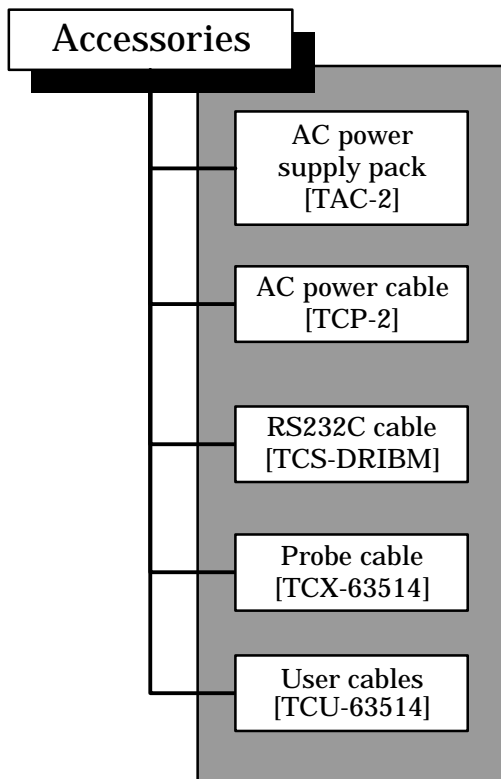 Accessories
AC power
supply pack
[TAC-2]
AC power cable
[TCP-2]
RS232C cable
[TCS-DRIBM]
Probe cable
[TCX-63514]
User cables
[TCU-63514]